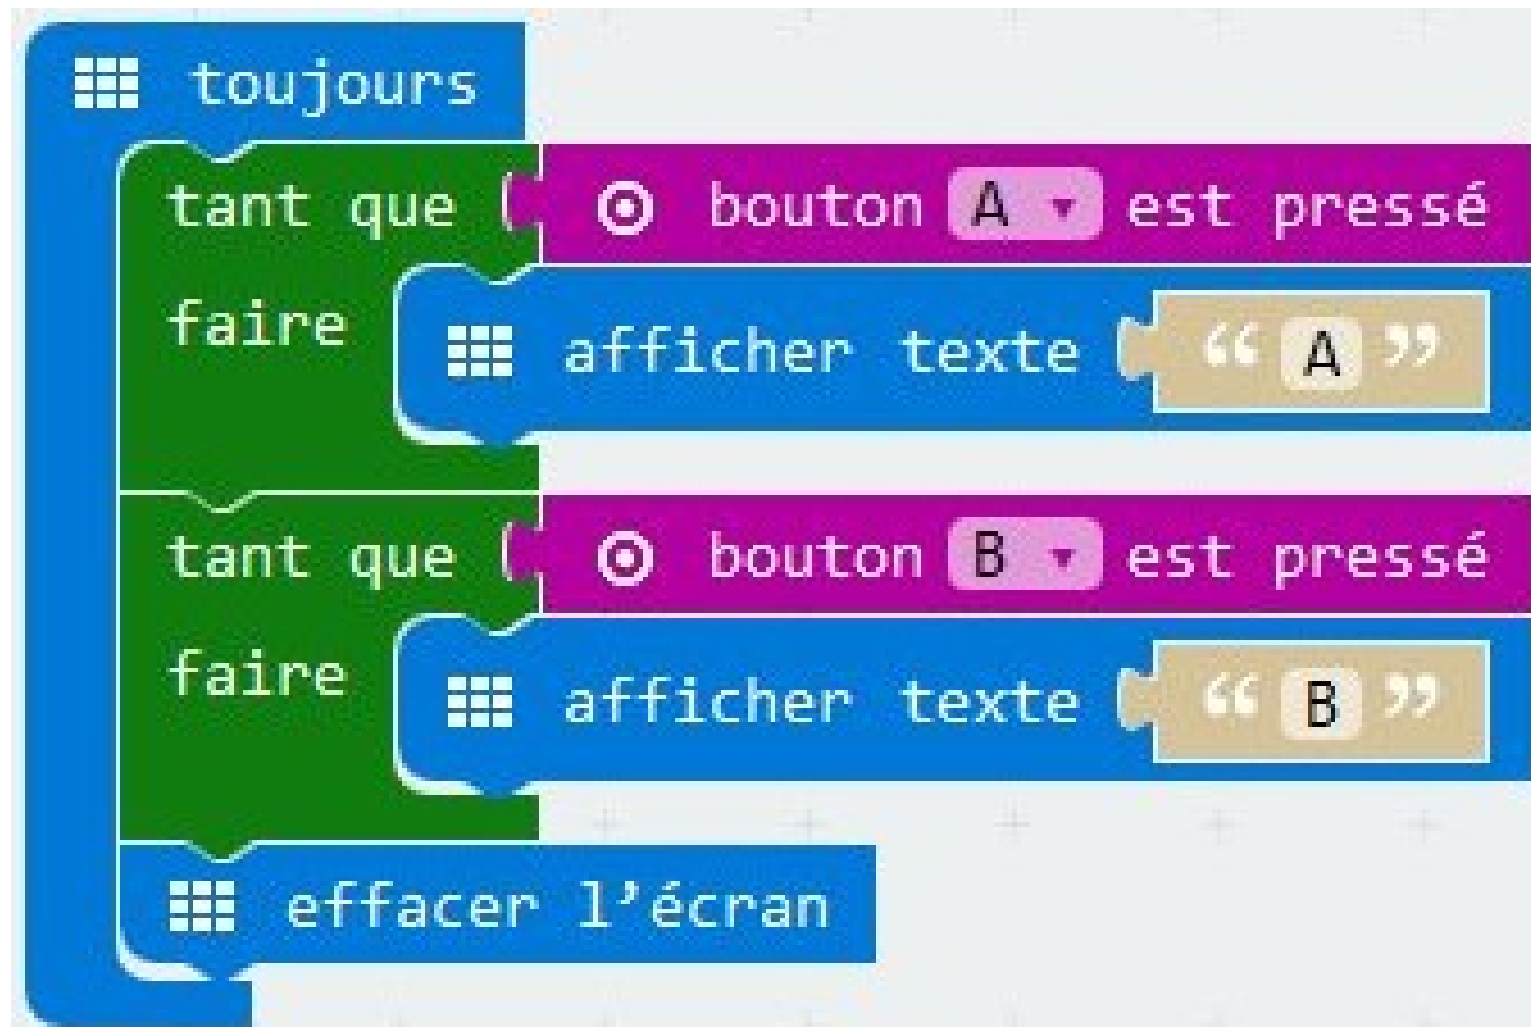 toujours
tant que bouton A est pressé
faire afficher texte “ A ”
tant que bouton B est pressé
faire afficher texte “ B ”
effacer l’écran